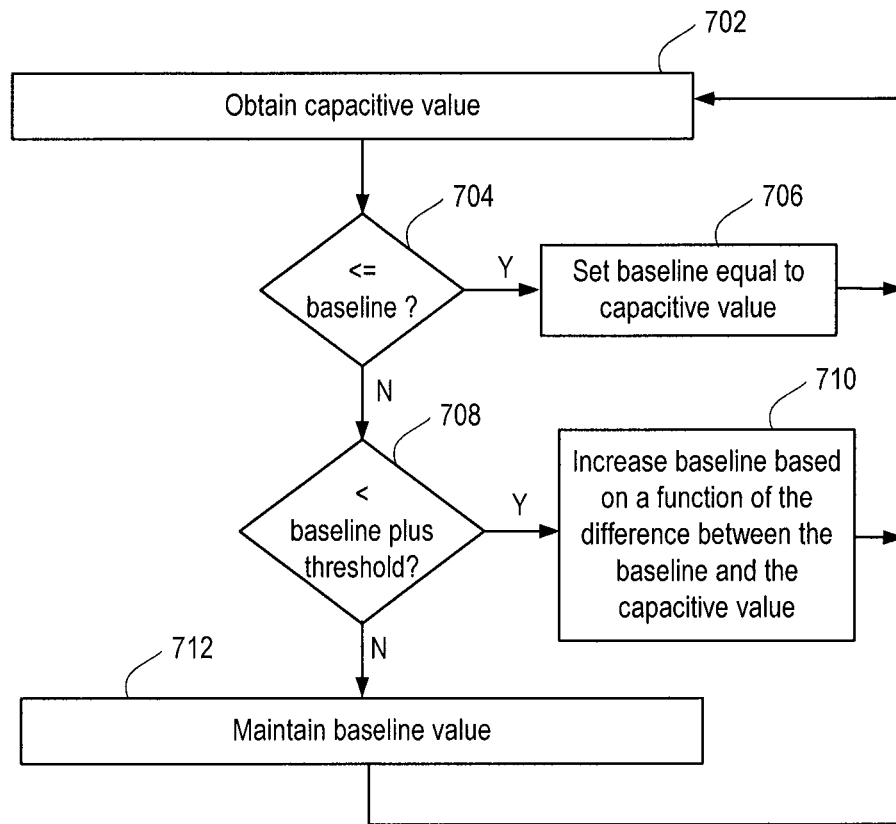 702
Obtain capacitive value
704
<=
baseline ?
Y
706
Set baseline equal to
capacitive value
N
708
<
baseline plus
threshold?
Y
710
Increase baseline based
on a function of the
difference between the
baseline and the
capacitive value
N
712
Maintain baseline value